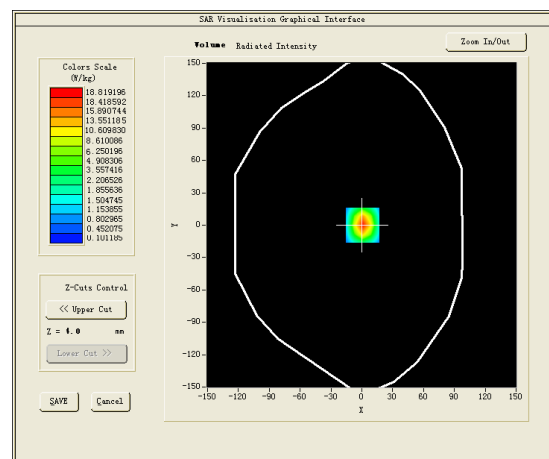 SAR Visualisation Graphical Interface
Volume Radiated Intensity
Zoom In/Out
Colors Scale
(W/kg)
18.819196
18.418592
15.890744
13.551185
10.609830
8.610086
6.250196
4.908306
3.557416
2.206526
1.855636
1.504745
1.153855
0.802965
0.452075
0.101185
Z-Cuts Control
<< Upper Cut
Z = 4.0 mm
Lower Cut >>
SAVE
Cancel
150
120
90
60
30
0
-30
-60
-90
-120
-150
Y
-150 -120 -90 -60 -30 0 30 60 90 120 150
X